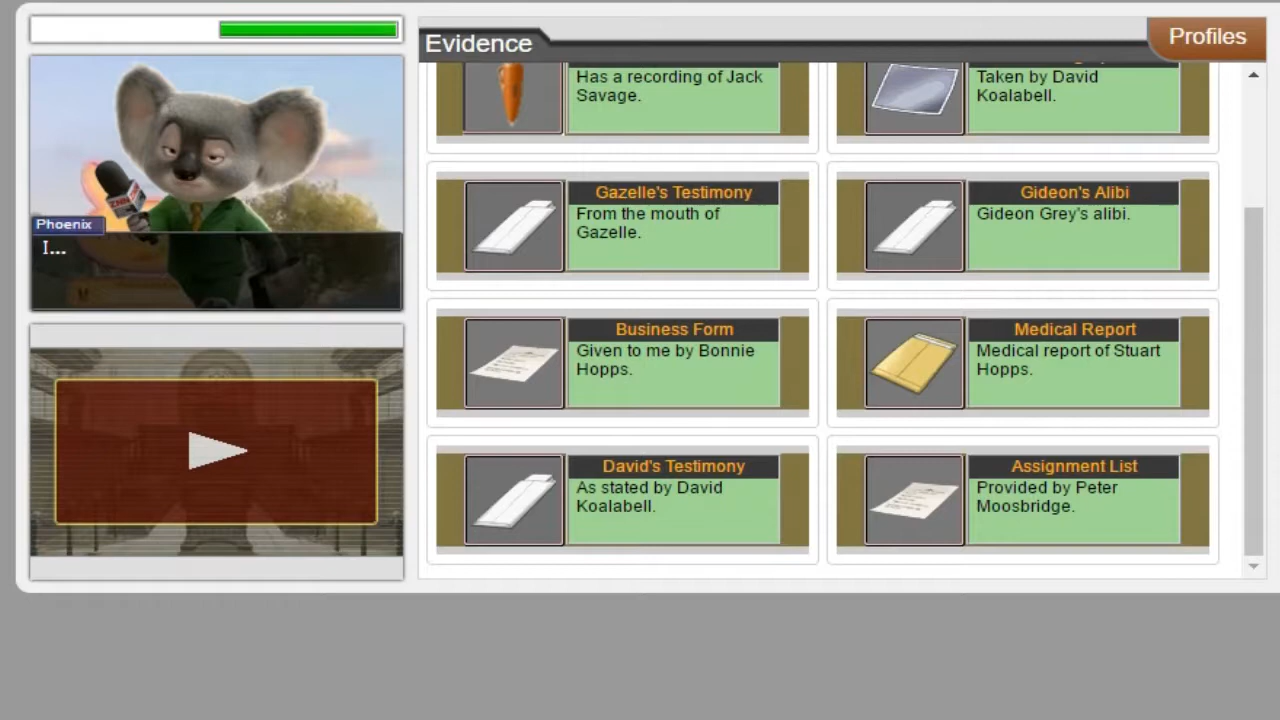 Evidence
Profiles
Has a recording of Jack
Savage.
Taken by David
Koalabell.
Gazelle's Testimony
From the mouth of
Gazelle.
Gideon's Alibi
Gideon Grey's alibi.
Business Form
Given to me by Bonnie
Hopps.
Medical Report
Medical report of Stuart
Hopps.
David's Testimony
As stated by David
Koalabell.
Assignment List
Provided by Peter
Moosbridge.
ZNN
Phoenix
I...